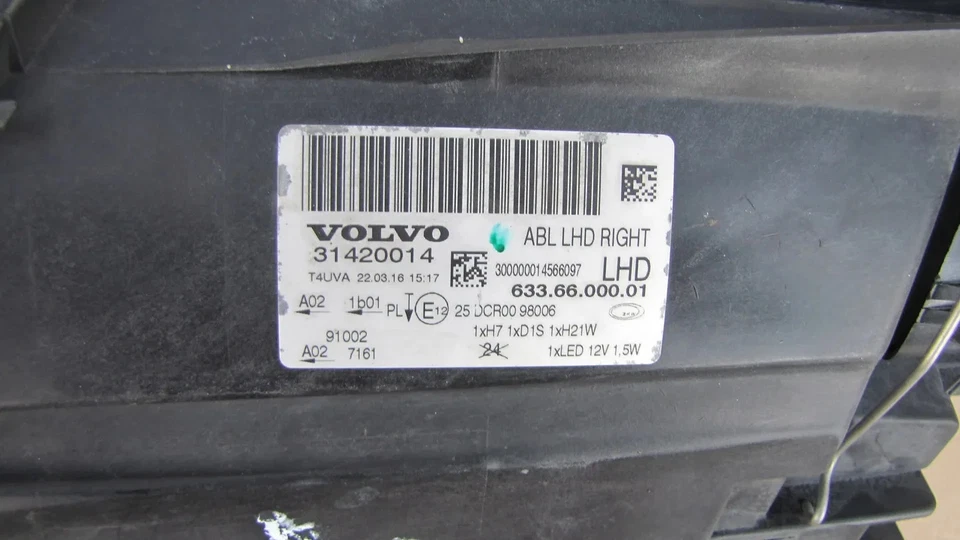 VOLVO
31420014
ABL LHD RIGHT
T4UVA 22.03.16 15:17
300000014566097
LHD
633.66.000.01
A02 1b01 PL E12 25 DCR00 98006
91002
1xH7 1xD1S 1xH21W
A02 7161
24
1xLED 12V 1,5W